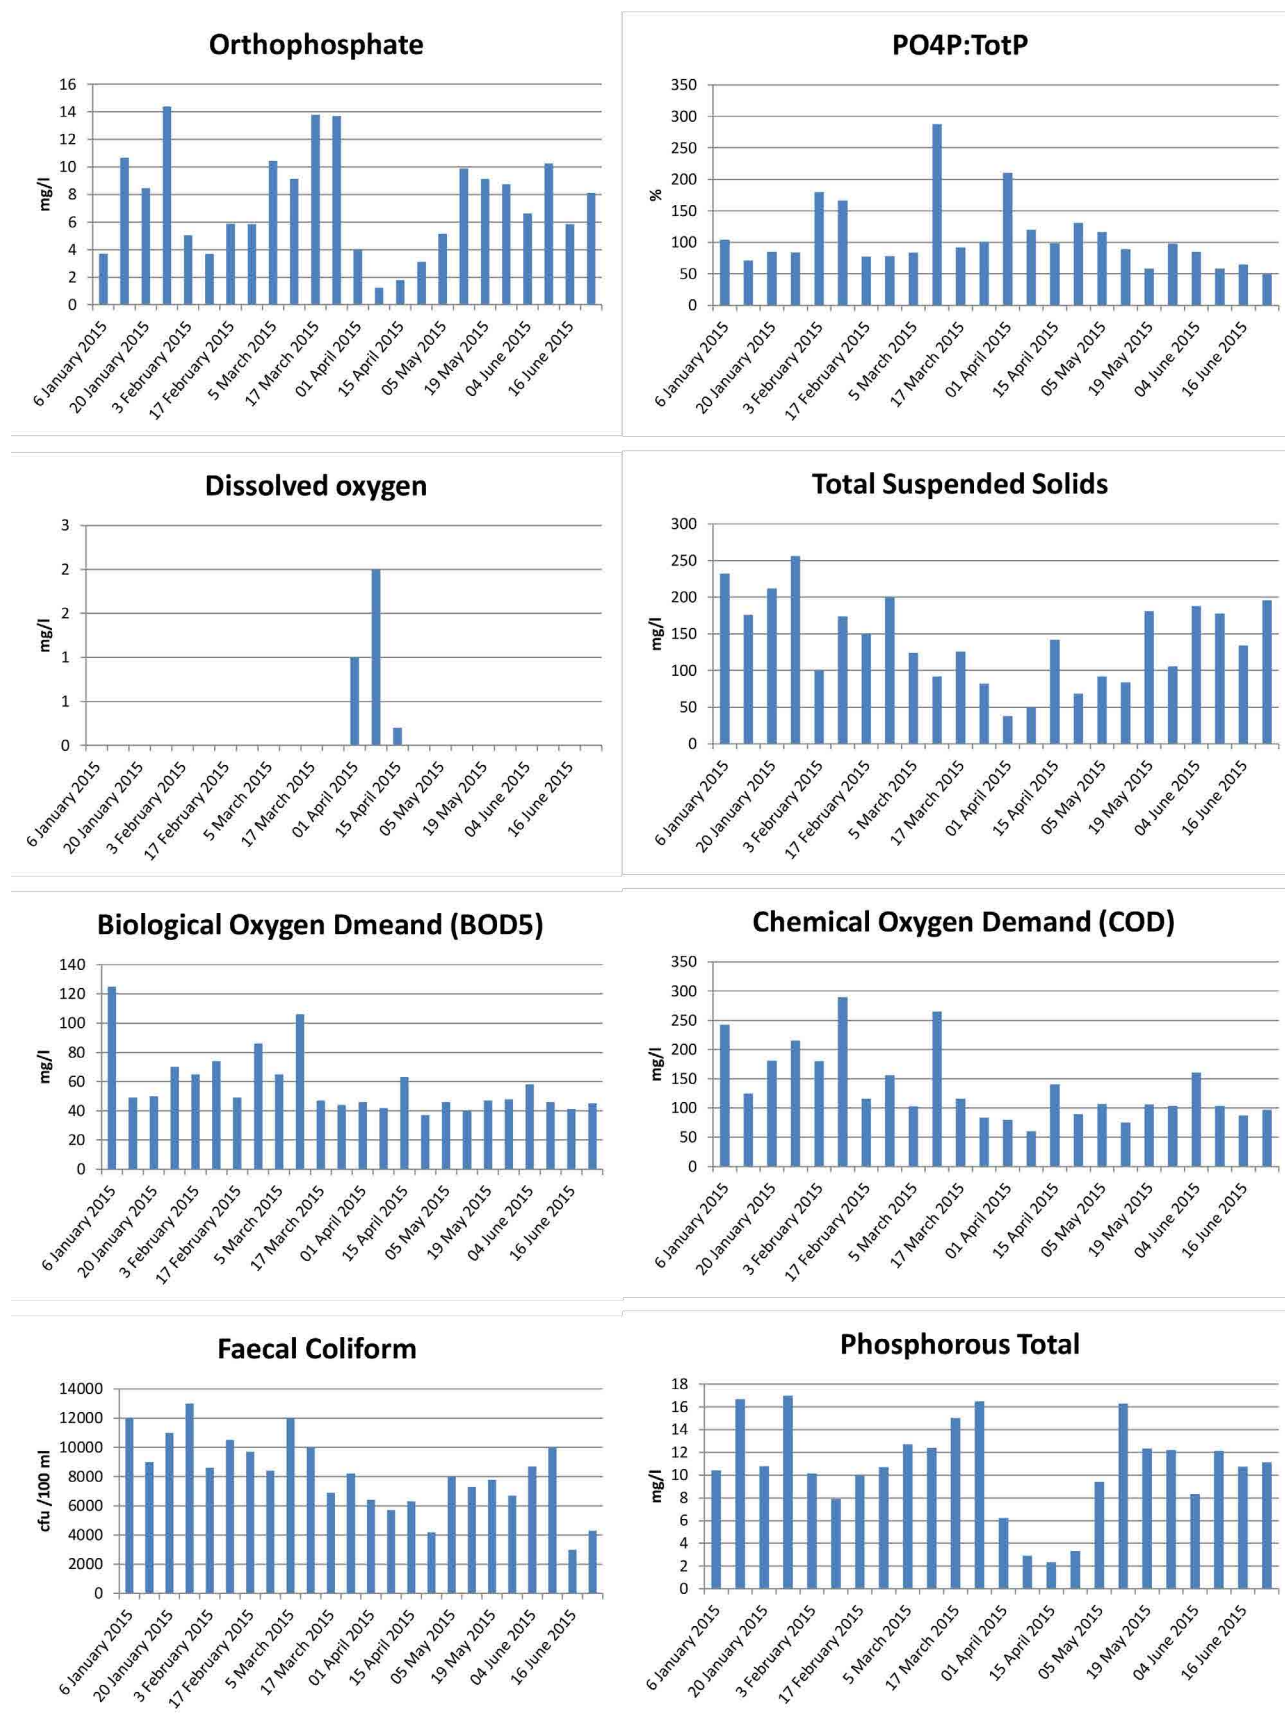 Orthophosphate
mg/l
16
14
12
10
8
6
4
2
0
6 January 2015
20 January 2015
3 February 2015
17 February 2015
5 March 2015
17 March 2015
01 April 2015
15 April 2015
05 May 2015
19 May 2015
04 June 2015
16 June 2015
PO4P:TotP
%
350
300
250
200
150
100
50
0
6 January 2015
20 January 2015
3 February 2015
17 February 2015
5 March 2015
17 March 2015
01 April 2015
15 April 2015
05 May 2015
19 May 2015
04 June 2015
16 June 2015
Dissolved oxygen
mg/l
3
2
2
1
1
0
6 January 2015
20 January 2015
3 February 2015
17 February 2015
5 March 2015
17 March 2015
01 April 2015
15 April 2015
05 May 2015
19 May 2015
04 June 2015
16 June 2015
Total Suspended Solids
mg/l
300
250
200
150
100
50
0
6 January 2015
20 January 2015
3 February 2015
17 February 2015
5 March 2015
17 March 2015
01 April 2015
15 April 2015
05 May 2015
19 May 2015
04 June 2015
16 June 2015
Biological Oxygen Dmeand (BOD5)
mg/l
140
120
100
80
60
40
20
0
6 January 2015
20 January 2015
3 February 2015
17 February 2015
5 March 2015
17 March 2015
01 April 2015
15 April 2015
05 May 2015
19 May 2015
04 June 2015
16 June 2015
Chemical Oxygen Demand (COD)
mg/l
350
300
250
200
150
100
50
0
6 January 2015
20 January 2015
3 February 2015
17 February 2015
5 March 2015
17 March 2015
01 April 2015
15 April 2015
05 May 2015
19 May 2015
04 June 2015
16 June 2015
Faecal Coliform
cfu /100 ml
14000
12000
10000
8000
6000
4000
2000
0
6 January 2015
20 January 2015
3 February 2015
17 February 2015
5 March 2015
17 March 2015
01 April 2015
15 April 2015
05 May 2015
19 May 2015
04 June 2015
16 June 2015
Phosphorous Total
mg/l
18
16
14
12
10
8
6
4
2
0
6 January 2015
20 January 2015
3 February 2015
17 February 2015
5 March 2015
17 March 2015
01 April 2015
15 April 2015
05 May 2015
19 May 2015
04 June 2015
16 June 2015